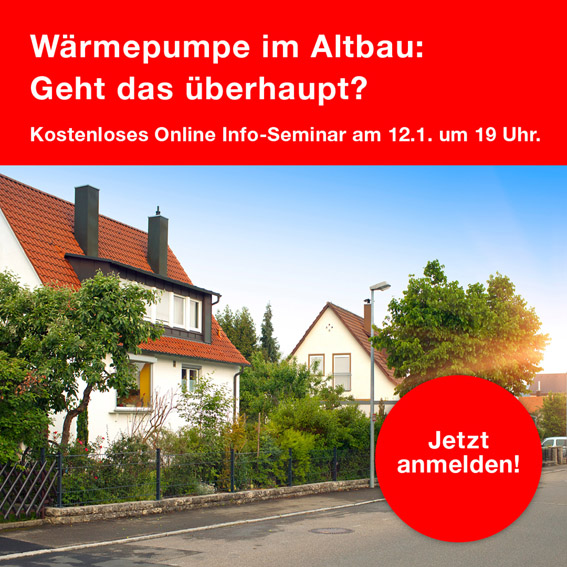 Wärmepumpe im Altbau:
Geht das überhaupt?
Kostenloses Online Info-Seminar am 12.1. um 19 Uhr.
Jetzt
anmelden!